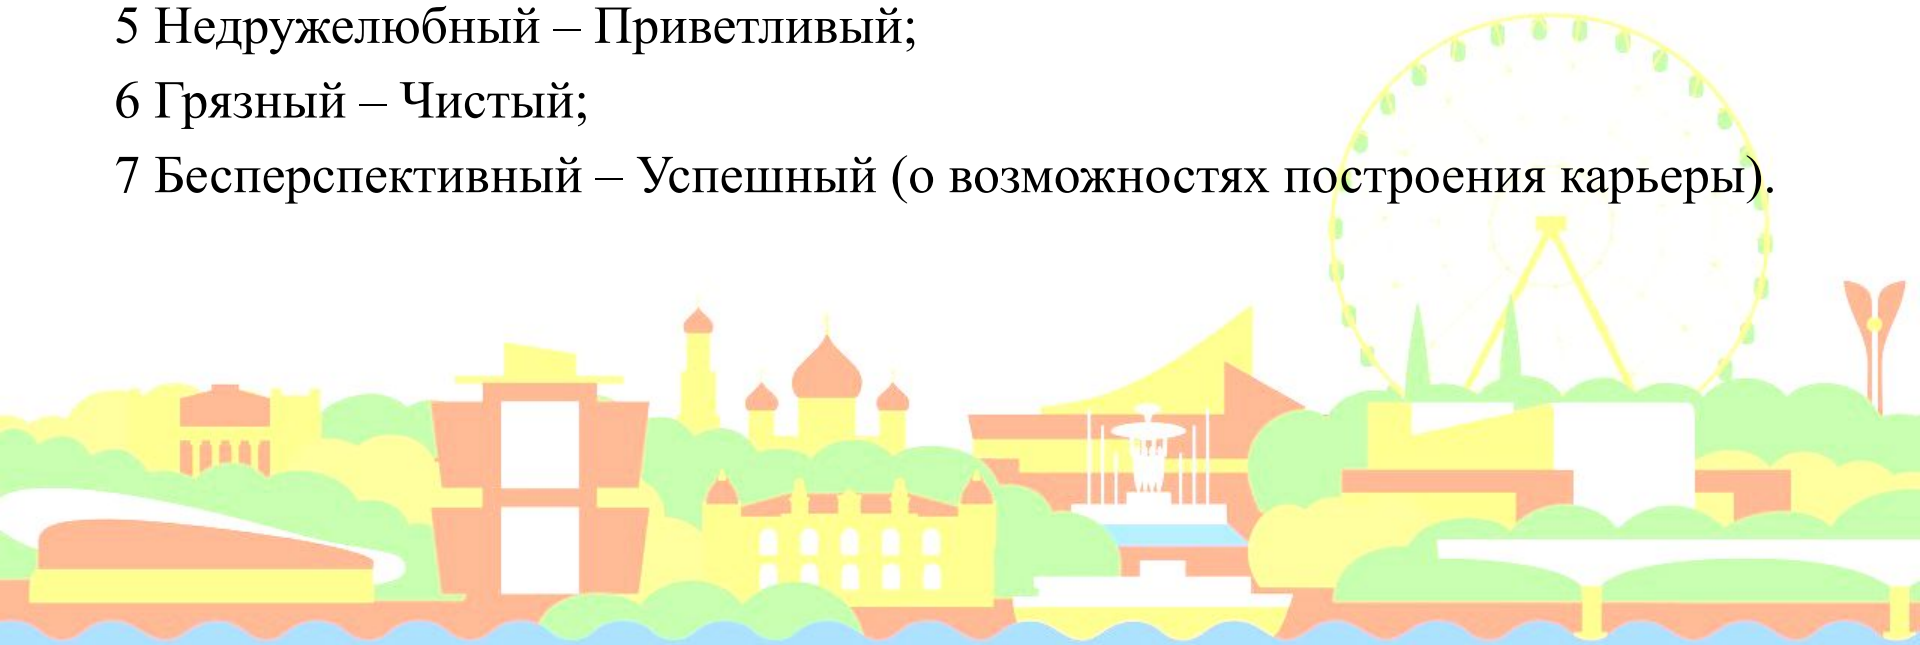 5 Недружелюбный – Приветливый;
6 Грязный – Чистый;
7 Бесперспективный – Успешный (о возможностях построения карьеры).